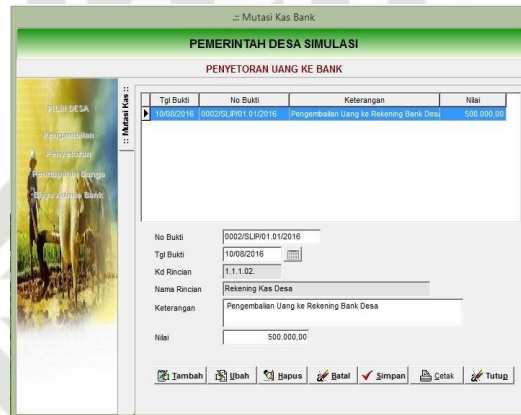 .:: Mutasi Kas Bank
PEMERINTAH DESA SIMULASI
PENYETORAN UANG KE BANK
PILIH DESA
Pengambilan
Penyetoran
Pendapatan Bunga
Biaya Admin Bank
:: Mutasi Kas ::
Tgl Bukti No Bukti Keterangan Nilai
10/08/2016 0002/SLIP/01.01/2016 Pengembalian Uang ke Rekening Bank Desa 500.000,00
No Bukti 0002/SLIP/01.01/2016
Tgl Bukti 10/08/2016
Kd Rincian 1.1.1.02.
Nama Rincian Rekening Kas Desa
Keterangan Pengembalian Uang ke Rekening Bank Desa
Nilai 500.000,00
Tambah Ubah Hapus Batal Simpan Cetak Tutup